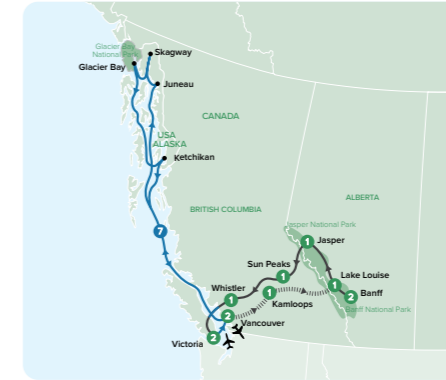 Glacier Bay
National Park
Skagway
Glacier Bay
Juneau
CANADA
USA
ALASKA
Ketchikan
ALBERTA
BRITISH COLUMBIA
Jasper National Park
7
1
Jasper
Sun Peaks
1
Lake Louise
1
Whistler
1
1
Kamloops
2
Banff
2
Vancouver
Banff National Park
Victoria
2